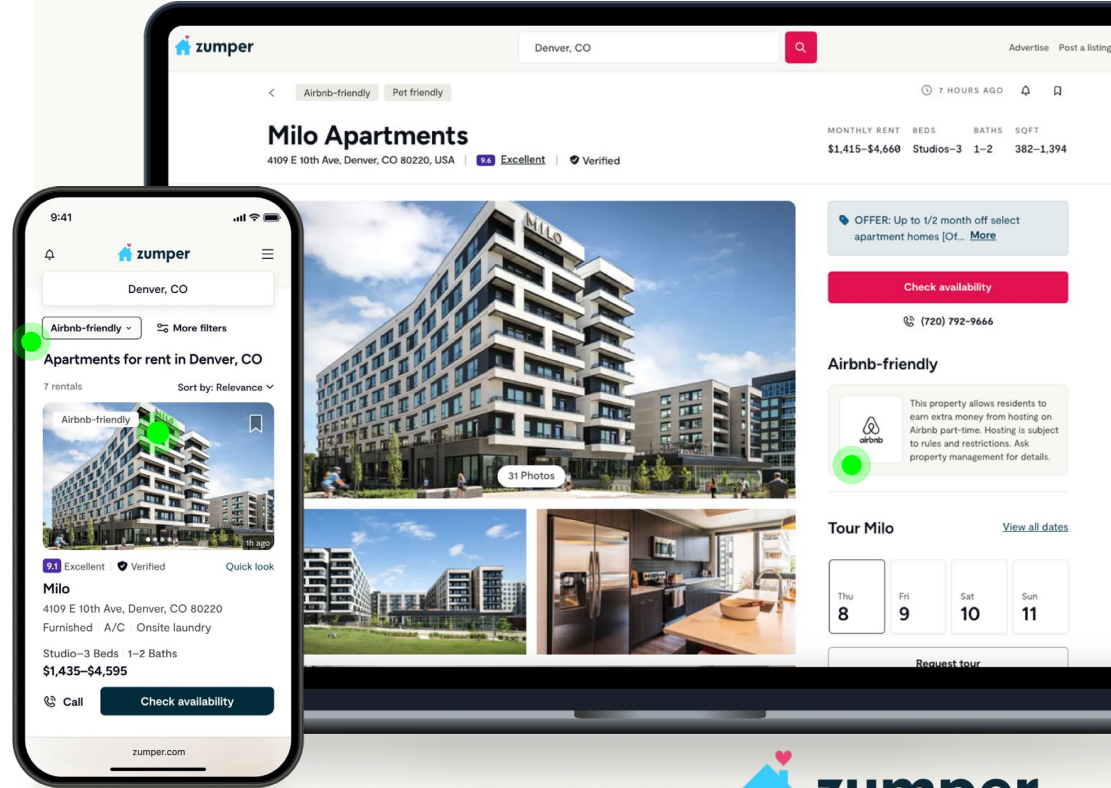 zumper
Denver, CO
Advertise Post a listing
Airbnb-friendly
Pet friendly
7 HOURS AGO
Milo Apartments
4109 E 10th Ave, Denver, CO 80220, USA
9.6 Excellent
Verified
MONTHLY RENT BEDS BATHS SQFT
$1,415–$4,660 Studios–3 1–2 382–1,394
MILO
31 Photos
OFFER: Up to 1/2 month off select
apartment homes [Of... More
Check availability
(720) 792-9666
Airbnb-friendly
airbnb
This property allows residents to
earn extra money from hosting on
Airbnb part-time. Hosting is subject
to rules and restrictions. Ask
property management for details.
Tour Milo
View all dates
Thu Fri Sat Sun
8 9 10 11
Request tour
9:41
zumper
Denver, CO
Airbnb-friendly
More filters
Apartments for rent in Denver, CO
7 rentals
Sort by: Relevance
Airbnb-friendly
1h ago
9.1 Excellent
Verified
Quick look
Milo
4109 E 10th Ave, Denver, CO 80220
Furnished A/C Onsite laundry
Studio–3 Beds 1–2 Baths
$1,435–$4,595
Call
Check availability
zumper.com
zumper